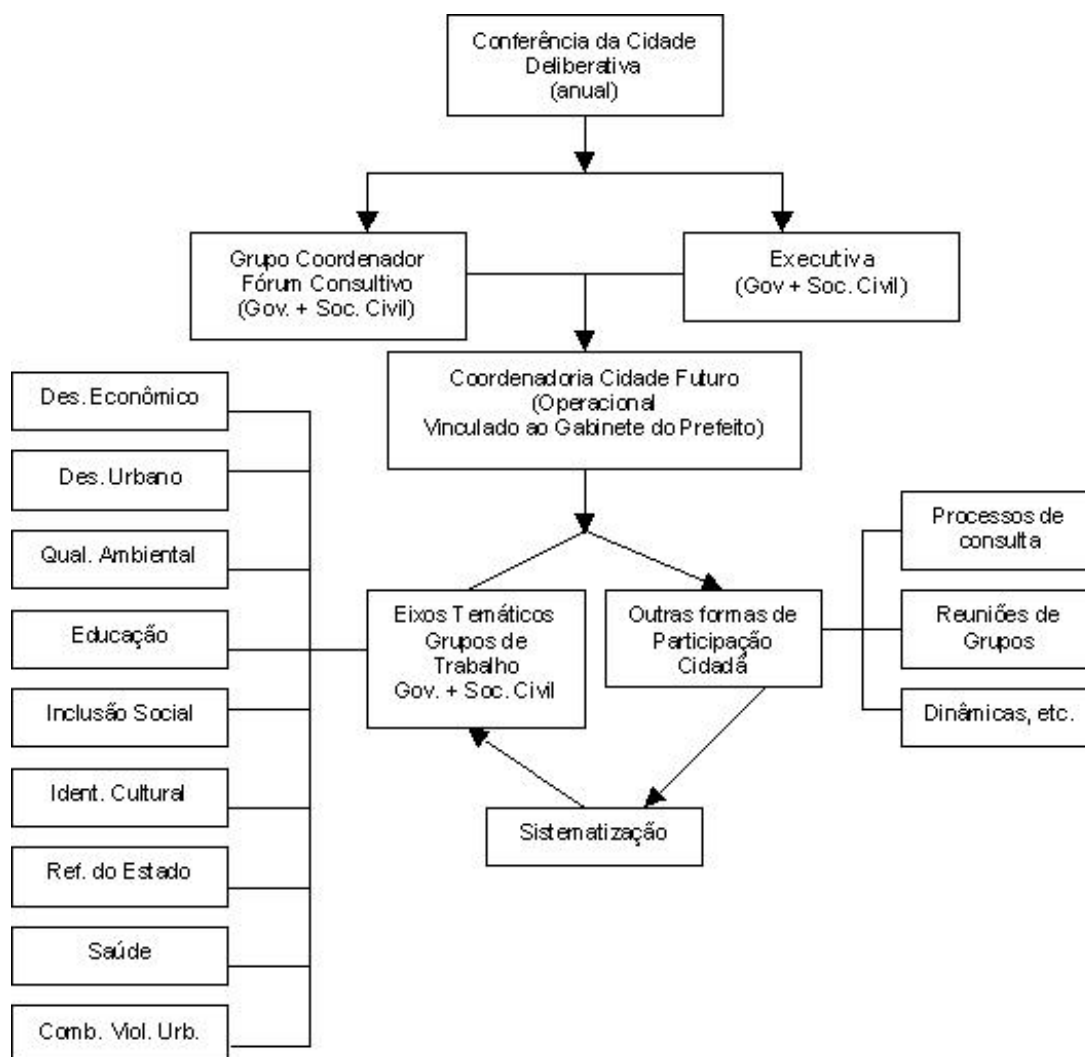 Conferência da Cidade
Deliberativa
(anual)
Grupo Coordenador
Fórum Consultivo
(Gov. + Soc. Civil)
Executiva
(Gov + Soc. Civil)
Coordenadoria Cidade Futuro
(Operacional
Vinculado ao Gabinete do Prefeito)
Des. Econômico
Des. Urbano
Qual. Ambiental
Educação
Inclusão Social
Ident. Cultural
Ref. do Estado
Saúde
Comb. Viol. Urb.
Eixos Temáticos
Grupos de
Trabalho
Gov. + Soc. Civil
Outras formas de
Participação
Cidadã
Processos de
consulta
Reuniões de
Grupos
Dinâmicas, etc.
Sistematização